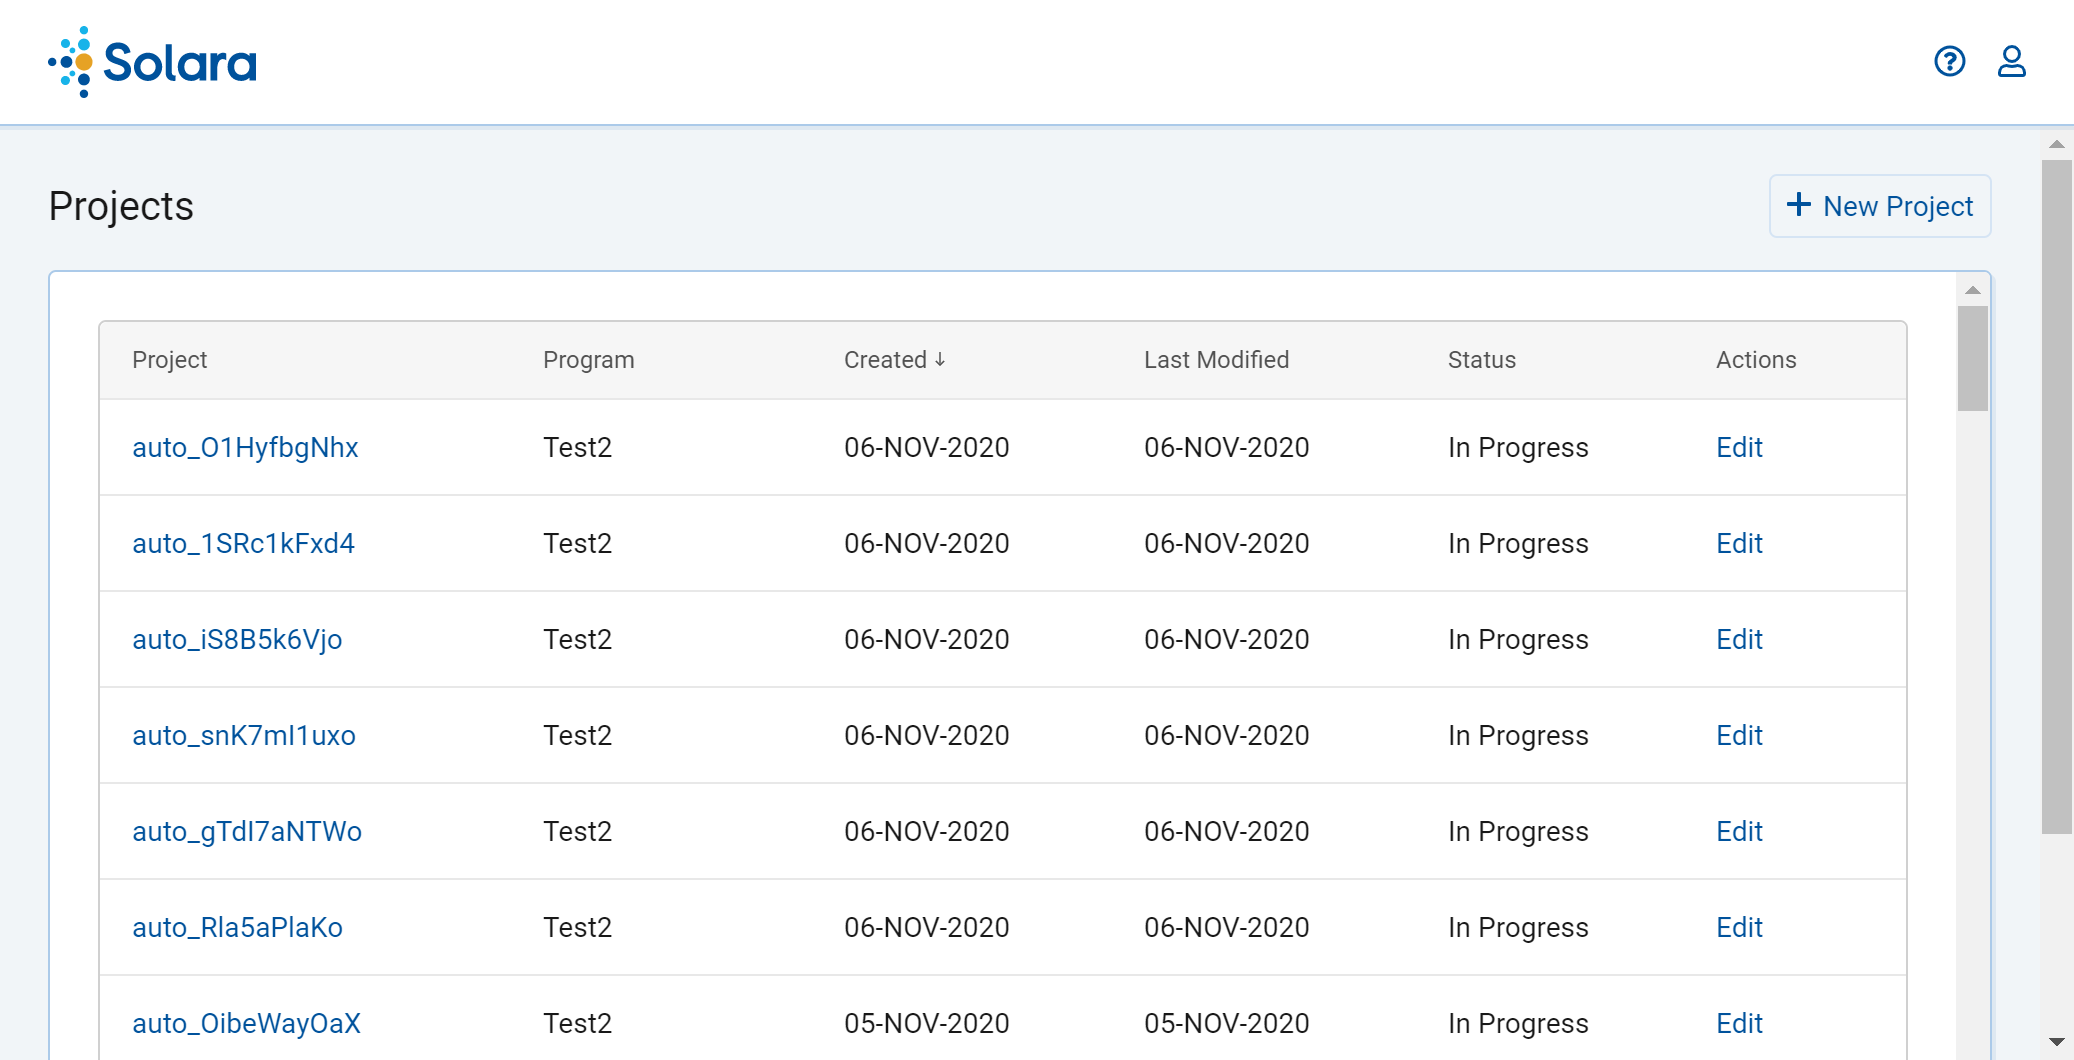 Solara
Projects
+ New Project
Project Program Created ↓ Last Modified Status Actions
auto_O1HyfbgNhx Test2 06-NOV-2020 06-NOV-2020 In Progress Edit
auto_1SRc1kFxd4 Test2 06-NOV-2020 06-NOV-2020 In Progress Edit
auto_iS8B5k6Vjo Test2 06-NOV-2020 06-NOV-2020 In Progress Edit
auto_snK7mI1uxo Test2 06-NOV-2020 06-NOV-2020 In Progress Edit
auto_gTdI7aNTWo Test2 06-NOV-2020 06-NOV-2020 In Progress Edit
auto_Rla5aPlaKo Test2 06-NOV-2020 06-NOV-2020 In Progress Edit
auto_OibeWayOaX Test2 05-NOV-2020 05-NOV-2020 In Progress Edit